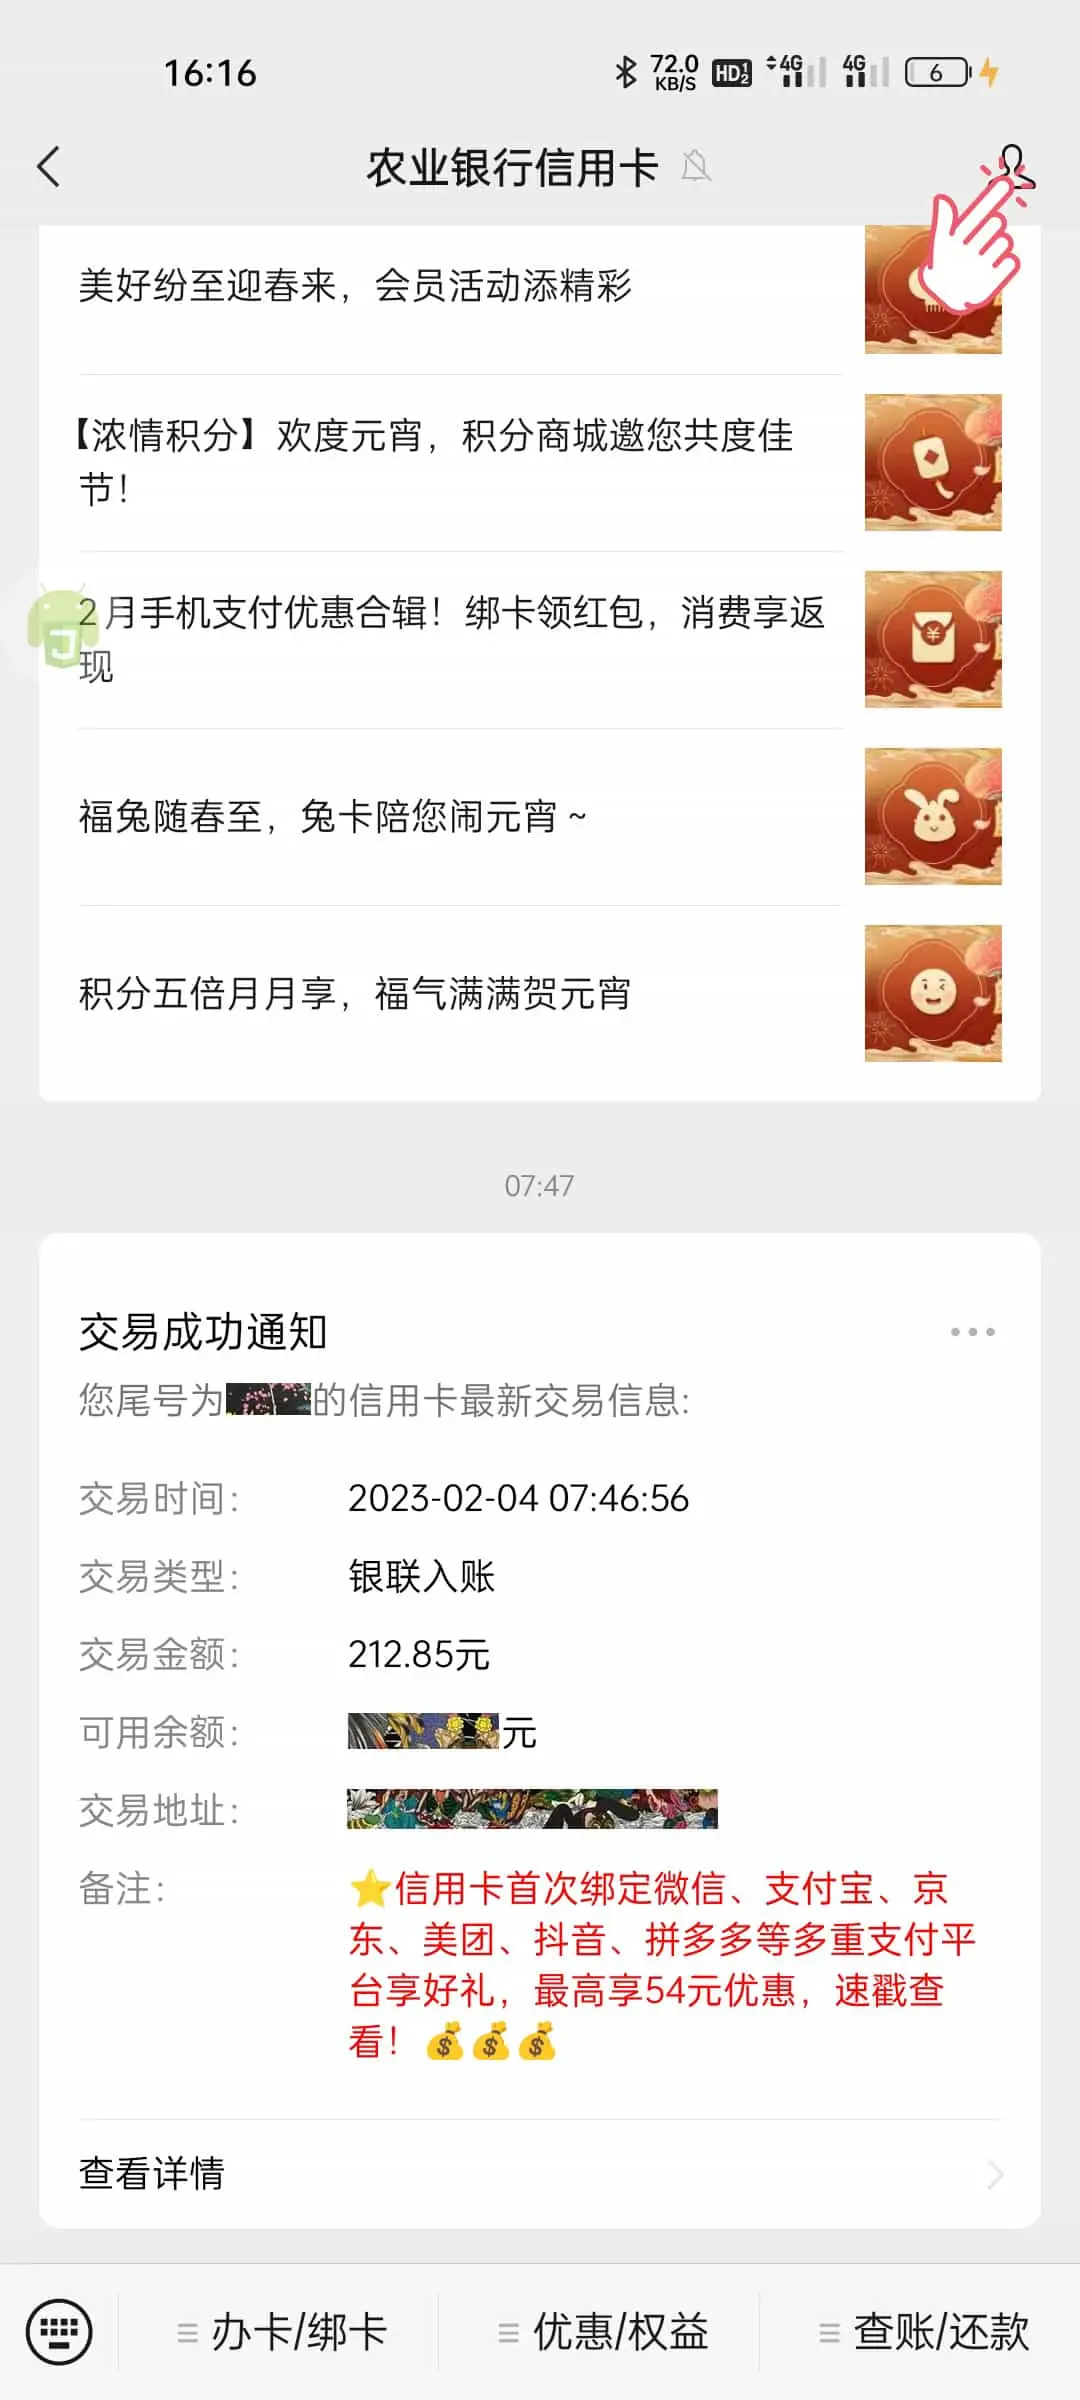 16:16
72.0
KB/S
HD
1
2
4G
4G
6
农业银行信用卡
美好纷至迎春来，会员活动添精彩
【浓情积分】欢度元宵，积分商城邀您共度佳
节！
2月手机支付优惠合辑！绑卡领红包，消费享返
现
J
福兔随春至，兔卡陪您闹元宵~
积分五倍月月享，福气满满贺元宵
07:47
交易成功通知
您尾号为的信用卡最新交易信息:
交易时间: 2023-02-04 07:46:56
交易类型: 银联入账
交易金额: 212.85元
可用余额: 元
交易地址:
备注: ⭐信用卡首次绑定微信、支付宝、京
东、美团、抖音、拼多多等多重支付平
台享好礼，最高享54元优惠，速戳查
看！💰💰💰
查看详情
办卡/绑卡
优惠/权益
查账/还款